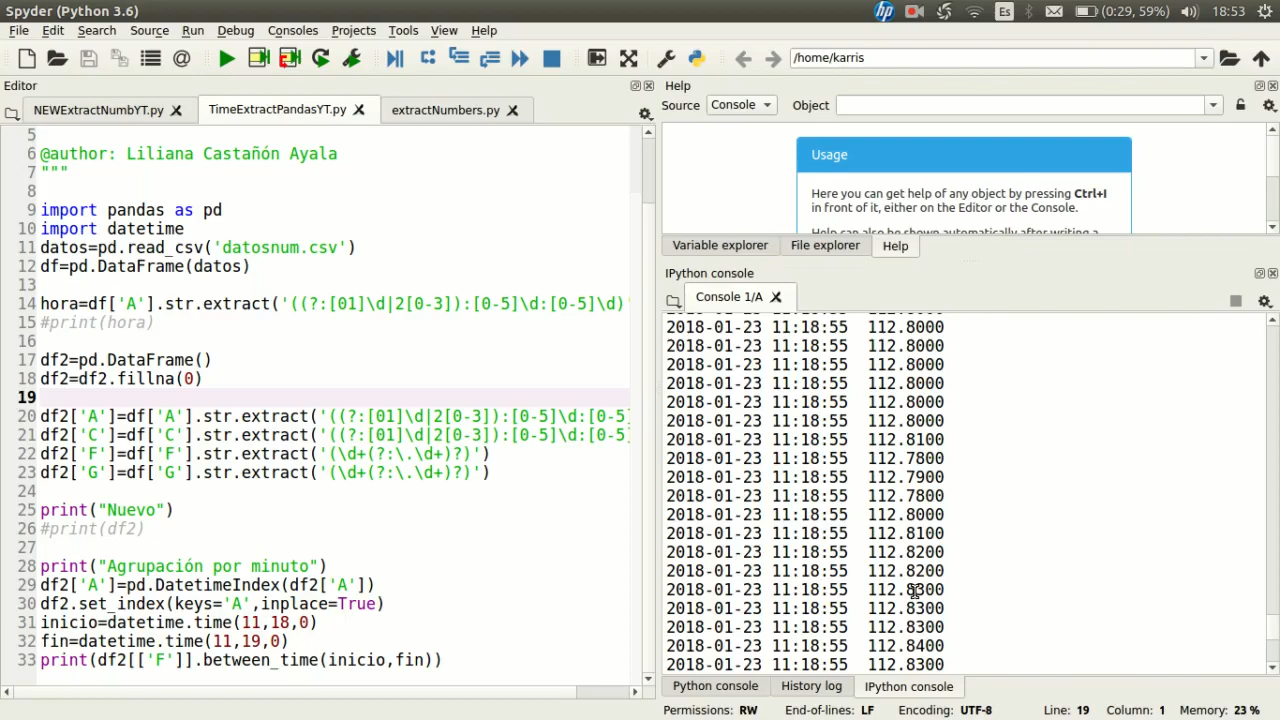 Spyder (Python 3.6)
hp Es (0:29, 59%) 18:53
File Edit Search Source Run Debug Consoles Projects Tools View Help
@ /home/karris
Editor
NEWExtractNumbYT.py TimeExtractPandasYT.py extractNumbers.py
5
6 @author: Liliana Castañón Ayala
7 """
8
9 import pandas as pd
10 import datetime
11 datos=pd.read_csv('datosnum.csv')
12 df=pd.DataFrame(datos)
13
14 hora=df['A'].str.extract('((?:[01]\d|2[0-3]):[0-5]\d:[0-5]\d)'
15 #print(hora)
16
17 df2=pd.DataFrame()
18 df2=df2.fillna(0)
19
20 df2['A']=df['A'].str.extract('((?:[01]\d|2[0-3]):[0-5]\d:[0-5]
21 df2['C']=df['C'].str.extract('((?:[01]\d|2[0-3]):[0-5]\d:[0-5]
22 df2['F']=df['F'].str.extract('(\d+(?:\.\d+)?)')
23 df2['G']=df['G'].str.extract('(\d+(?:\.\d+)?)')
24
25 print("Nuevo")
26 #print(df2)
27
28 print("Agrupación por minuto")
29 df2['A']=pd.DatetimeIndex(df2['A'])
30 df2.set_index(keys='A',inplace=True)
31 inicio=datetime.time(11,18,0)
32 fin=datetime.time(11,19,0)
33 print(df2[['F']].between_time(inicio,fin))
Help
Source Console Object
Usage
Here you can get help of any object by pressing Ctrl+I
in front of it, either on the Editor or the Console.
Help can also be shown automatically after writing a
Variable explorer File explorer Help
IPython console
Console 1/A
2018-01-23 11:18:55 112.8000
2018-01-23 11:18:55 112.8000
2018-01-23 11:18:55 112.8000
2018-01-23 11:18:55 112.8000
2018-01-23 11:18:55 112.8000
2018-01-23 11:18:55 112.8000
2018-01-23 11:18:55 112.8100
2018-01-23 11:18:55 112.7800
2018-01-23 11:18:55 112.7900
2018-01-23 11:18:55 112.7800
2018-01-23 11:18:55 112.8000
2018-01-23 11:18:55 112.8100
2018-01-23 11:18:55 112.8200
2018-01-23 11:18:55 112.8200
2018-01-23 11:18:55 112.8300
2018-01-23 11:18:55 112.8300
2018-01-23 11:18:55 112.8300
2018-01-23 11:18:55 112.8400
2018-01-23 11:18:55 112.8300
Python console History log IPython console
Permissions: RW End-of-lines: LF Encoding: UTF-8 Line: 19 Column: 1 Memory: 23 %